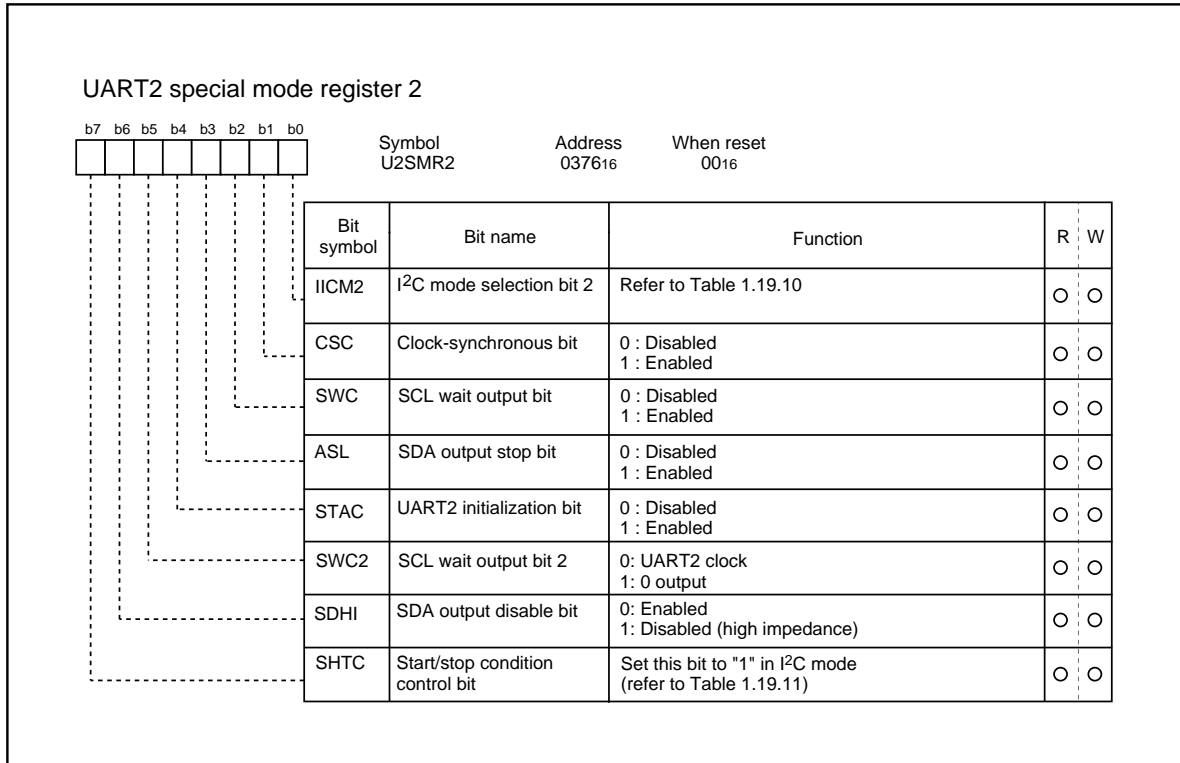 UART2 special mode register 2
b7 b6 b5 b4 b3 b2 b1 b0
Symbol Address When reset
U2SMR2 037616 0016
Bit symbol Bit name Function R W
IICM2 I2C mode selection bit 2 Refer to Table 1.19.10
CSC Clock-synchronous bit 0 : Disabled
1 : Enabled
SWC SCL wait output bit 0 : Disabled
1 : Enabled
ASL SDA output stop bit 0 : Disabled
1 : Enabled
STAC UART2 initialization bit 0 : Disabled
1 : Enabled
SWC2 SCL wait output bit 2 0: UART2 clock
1: 0 output
SDHI SDA output disable bit 0: Enabled
1: Disabled (high impedance)
SHTC Start/stop condition control bit Set this bit to "1" in I2C mode
(refer to Table 1.19.11)